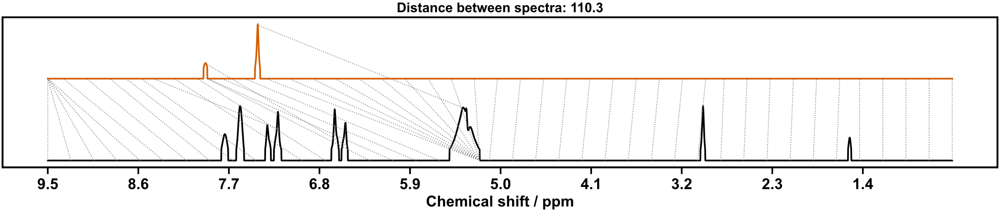 Distance between spectra: 110.3
9.5 8.6 7.7 6.8 5.9 5.0 4.1 3.2 2.3 1.4
Chemical shift / ppm